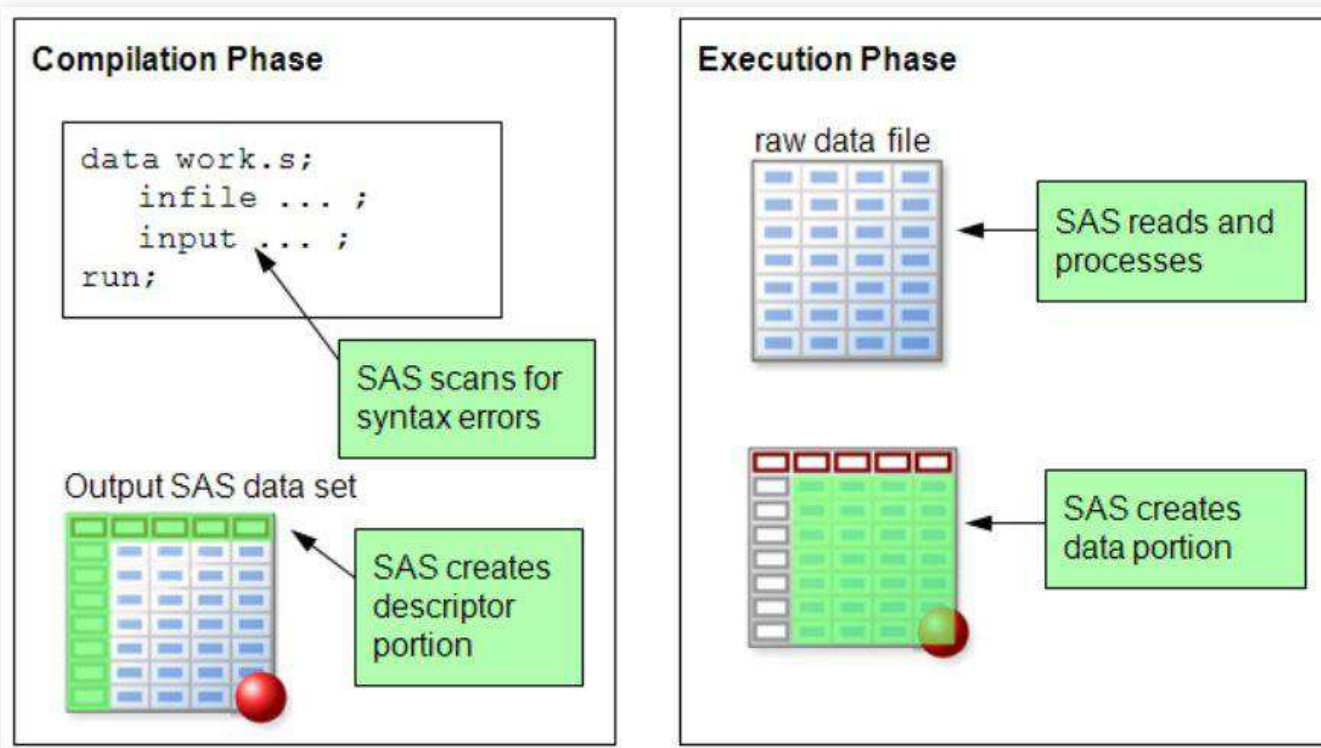 Compilation Phase
data work.s;
infile ... ;
input ... ;
run;
SAS scans for
syntax errors
Output SAS data set
SAS creates
descriptor
portion
Execution Phase
raw data file
SAS reads and
processes
SAS creates
data portion